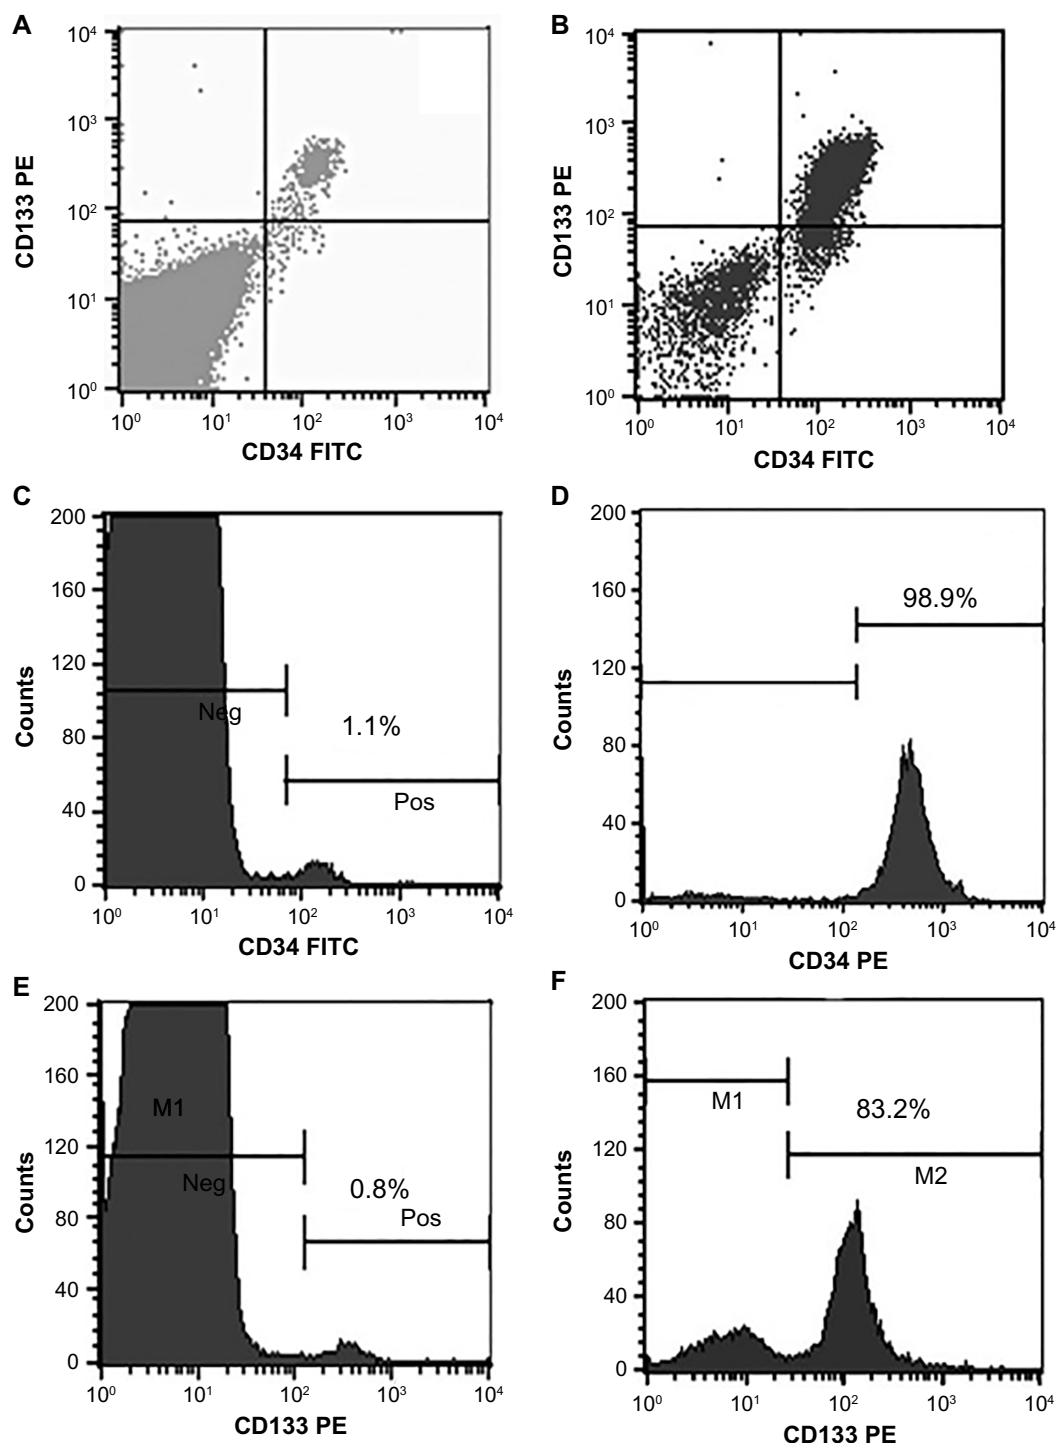 A
10⁴
10³
10²
10¹
10⁰
CD133 PE
10⁰ 10¹ 10² 10³ 10⁴
CD34 FITC
B
10⁴
10³
10²
10¹
10⁰
CD133 PE
10⁰ 10¹ 10² 10³ 10⁴
CD34 FITC
C
200
160
120
80
40
0
Counts
Neg
1.1%
Pos
10⁰ 10¹ 10² 10³ 10⁴
CD34 FITC
D
200
160
120
80
40
0
Counts
98.9%
10⁰ 10¹ 10² 10³ 10⁴
CD34 PE
E
200
160
120
80
40
0
Counts
M1
Neg
0.8%
Pos
10⁰ 10¹ 10² 10³ 10⁴
CD133 PE
F
200
160
120
80
40
0
Counts
M1
83.2%
M2
10⁰ 10¹ 10² 10³ 10⁴
CD133 PE